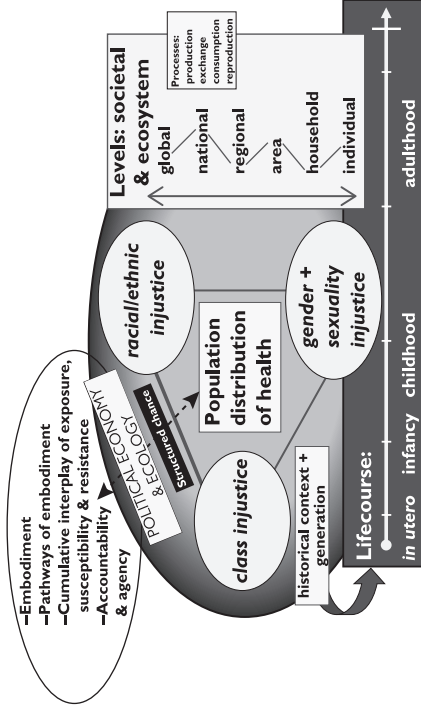 –Embodiment
–Pathways of embodiment
–Cumulative interplay of exposure,
susceptibility & resistance
–Accountability
& agency
POLITICAL ECONOMY
& ECOLOGY
Structured chance
class injustice
racial/ethnic
injustice
gender +
sexuality
injustice
Population
distribution
of health
historical context +
generation
Levels: societal
& ecosystem
global
national
regional
area
household
individual
Processes:
production
exchange
consumption
reproduction
Lifecourse:
in utero
infancy
childhood
adulthood